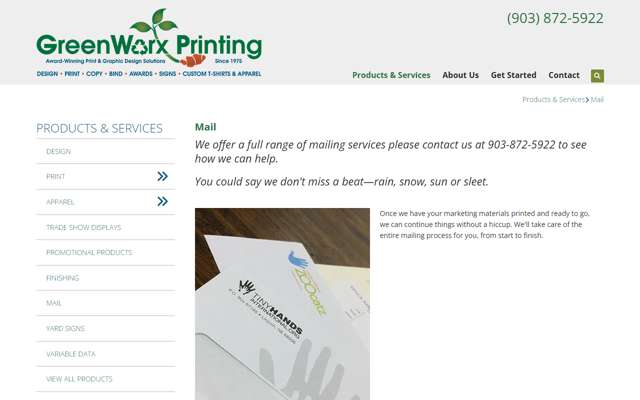 (903) 872-5922
GreenWorx Printing
Award-Winning Print & Graphic Design Solutions Since 1975
DESIGN • PRINT • COPY • BIND • AWARDS • SIGNS • CUSTOM T-SHIRTS & APPAREL
Products & Services About Us Get Started Contact
Products & Services Mail
PRODUCTS & SERVICES
DESIGN
PRINT
APPAREL
TRADE SHOW DISPLAYS
PROMOTIONAL PRODUCTS
FINISHING
MAIL
YARD SIGNS
VARIABLE DATA
VIEW ALL PRODUCTS
Mail
We offer a full range of mailing services please contact us at 903-872-5922 to see
how we can help.
You could say we don't miss a beat—rain, snow, sun or sleet.
TINYHANDS
INTERNATIONAL.ORG
Once we have your marketing materials printed and ready to go,
we can continue things without a hiccup. We'll take care of the
entire mailing process for you, from start to finish.